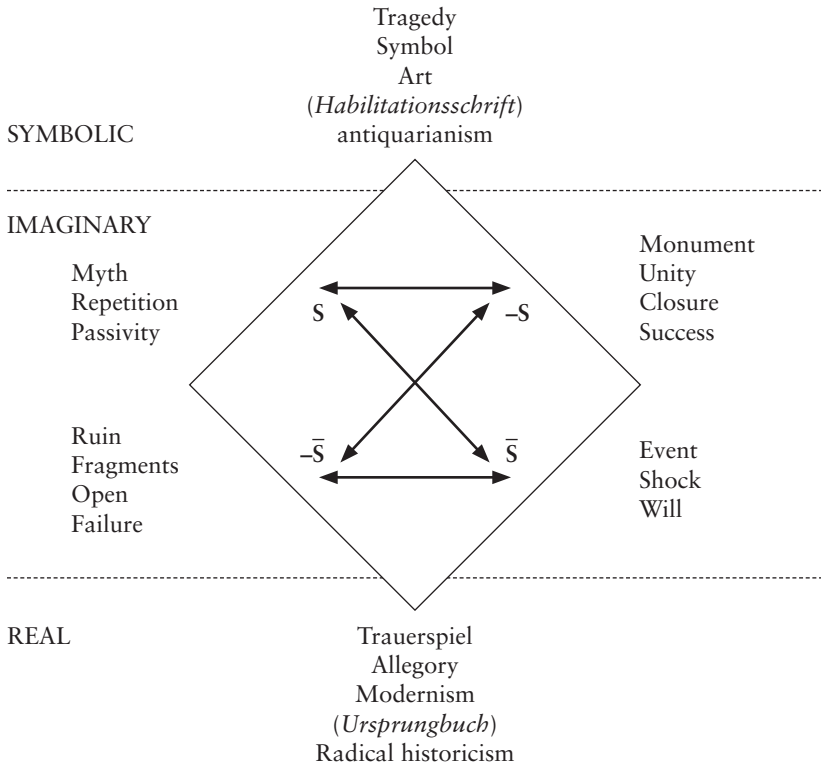 Tragedy
Symbol
Art
(Habilitationsschrift)
SYMBOLIC
antiquarianism
IMAGINARY
Myth
Repetition
Passivity
Monument
Unity
Closure
Success
S
–S
–S̅
S̅
Ruin
Fragments
Open
Failure
Event
Shock
Will
REAL
Trauerspiel
Allegory
Modernism
(Ursprungbuch)
Radical historicism